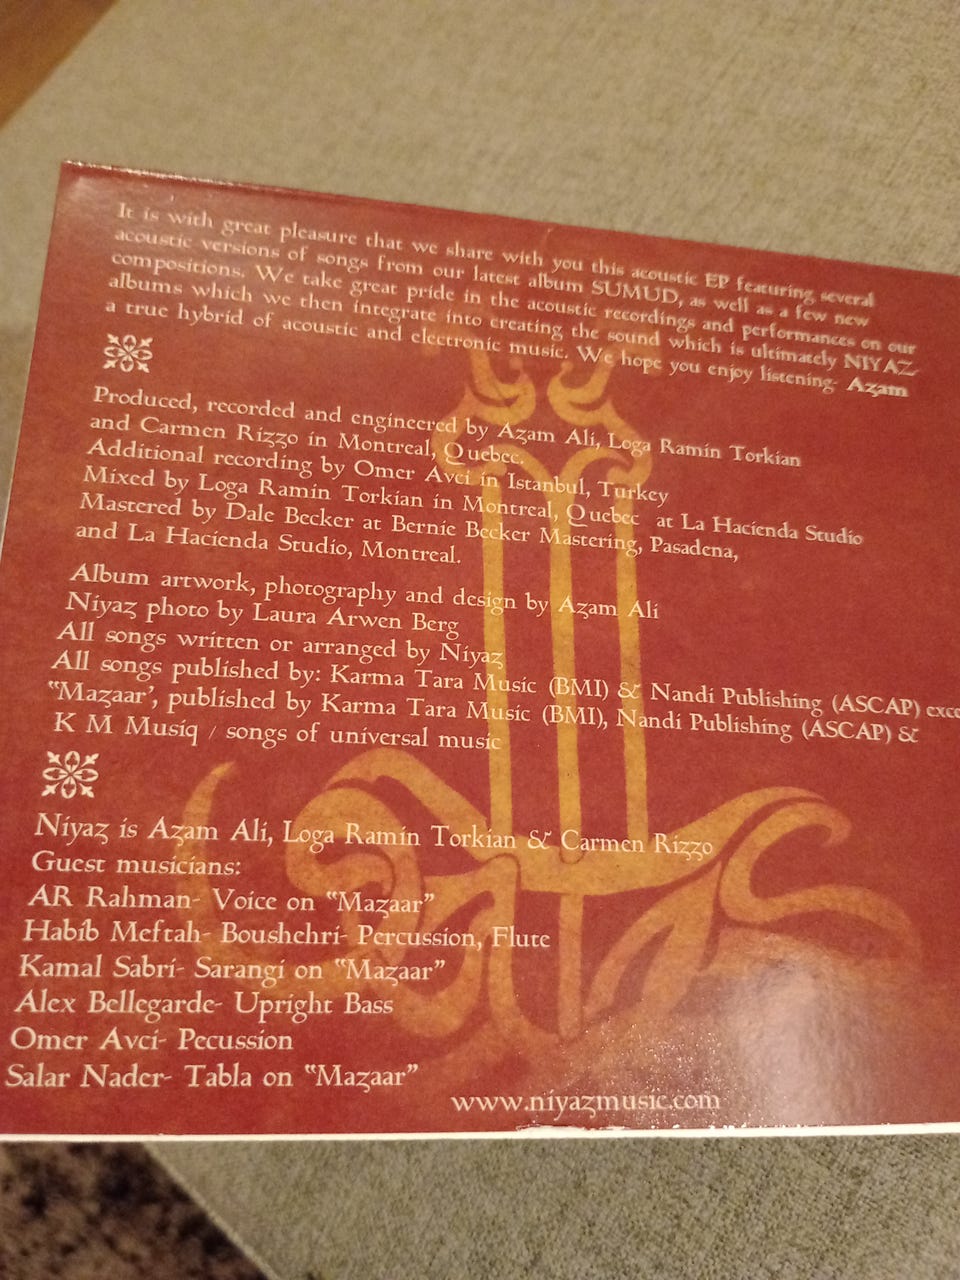 It is with great pleasure that we share with you this acoustic EP featuring several
acoustic versions of songs from our latest album SUMUD, as well as a few new
compositions. We take great pride in the acoustic recordings and performances on our
albums which we then integrate into creating the sound which is ultimately NIYAZ-
a true hybrid of acoustic and electronic music. We hope you enjoy listening- Azam
Produced, recorded and engineered by Azam Ali, Loga Ramin Torkian
and Carmen Rizzo in Montreal, Quebec.
Additional recording by Omer Avci in Istanbul, Turkey
Mixed by Loga Ramin Torkian in Montreal, Quebec at La Hacienda Studio
Mastered by Dale Becker at Bernie Becker Mastering, Pasadena,
and La Hacienda Studio, Montreal.
Album artwork, photography and design by Azam Ali
Niyaz photo by Laura Arwen Berg
All songs written or arranged by Niyaz
All songs published by: Karma Tara Music (BMI) & Nandi Publishing (ASCAP) exce
"Mazaar', published by Karma Tara Music (BMI), Nandi Publishing (ASCAP) &
K M Musiq / songs of universal music
Niyaz is Azam Ali, Loga Ramin Torkian & Carmen Rizzo
Guest musicians:
AR Rahman- Voice on "Mazaar"
Habib Meftah- Boushehri- Percussion, Flute
Kamal Sabri- Sarangi on "Mazaar"
Alex Bellegarde- Upright Bass
Omer Avci- Pecussion
Salar Nader- Tabla on "Mazaar"
www.niyazmusic.com